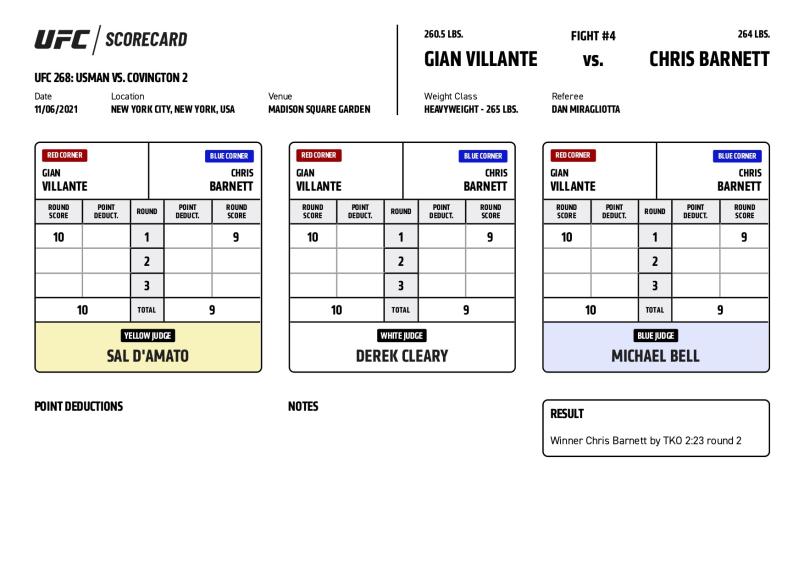 UFC / SCORECARD
UFC 268: USMAN VS. COVINGTON 2
Date Location Venue
11/06/2021 NEW YORK CITY, NEW YORK, USA MADISON SQUARE GARDEN
260.5 LBS. FIGHT #4 264 LBS.
GIAN VILLANTE VS. CHRIS BARNETT
Weight Class Referee
HEAVYWEIGHT - 265 LBS. DAN MIRAGLIOTTA
RED CORNER BLUE CORNER
GIAN CHRIS
VILLANTE BARNETT
ROUND POINT ROUND POINT ROUND
SCORE DEDUCT. DEDUCT. SCORE
10 1 9
2
3
10 TOTAL 9
YELLOW JUDGE
SAL D'AMATO
RED CORNER BLUE CORNER
GIAN CHRIS
VILLANTE BARNETT
ROUND POINT ROUND POINT ROUND
SCORE DEDUCT. DEDUCT. SCORE
10 1 9
2
3
10 TOTAL 9
WHITE JUDGE
DEREK CLEARY
RED CORNER BLUE CORNER
GIAN CHRIS
VILLANTE BARNETT
ROUND POINT ROUND POINT ROUND
SCORE DEDUCT. DEDUCT. SCORE
10 1 9
2
3
10 TOTAL 9
BLUE JUDGE
MICHAEL BELL
POINT DEDUCTIONS
NOTES
RESULT
Winner Chris Barnett by TKO 2:23 round 2